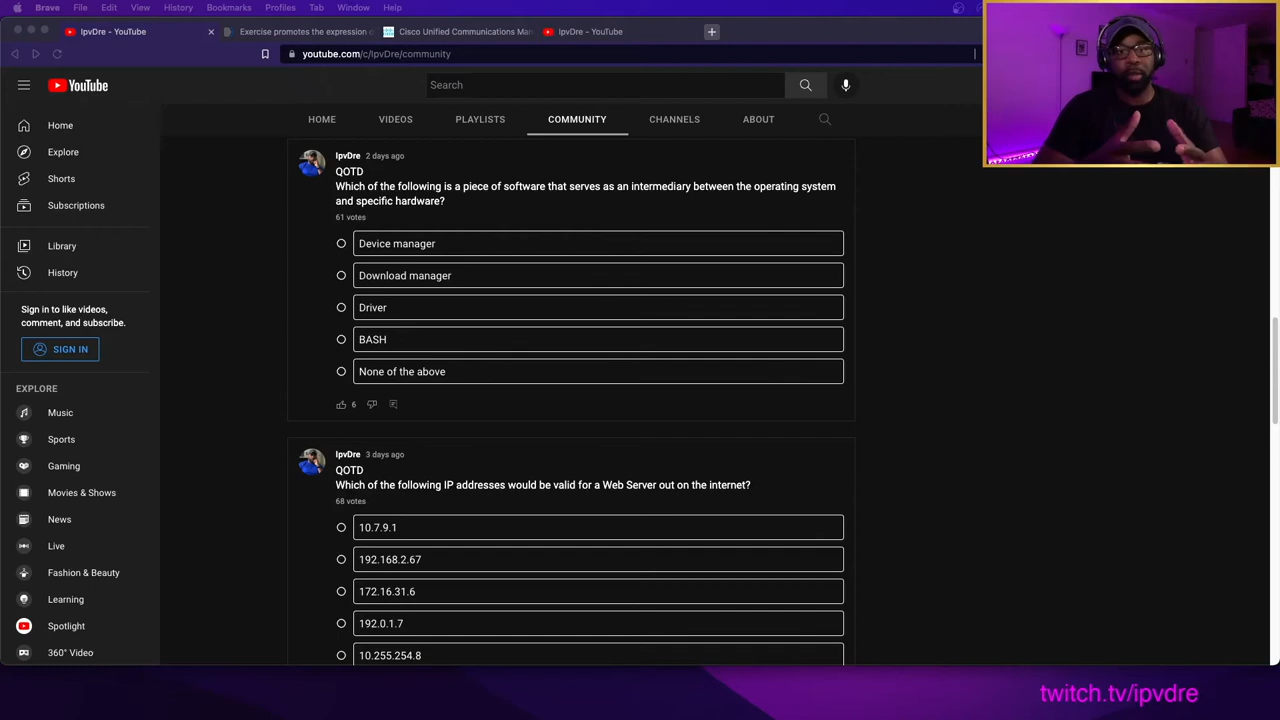 Brave File Edit View History Bookmarks Profiles Tab Window Help
IpvDre - YouTube
Exercise promotes the expression
Cisco Unified Communications Man
IpvDre - YouTube
youtube.com/c/IpvDre/community
YouTube
Search
HOME VIDEOS PLAYLISTS COMMUNITY CHANNELS ABOUT
Home
Explore
Shorts
Subscriptions
Library
History
Sign in to like videos,
comment, and subscribe.
SIGN IN
EXPLORE
Music
Sports
Gaming
Movies & Shows
News
Live
Fashion & Beauty
Learning
Spotlight
360° Video
IpvDre 2 days ago
QOTD
Which of the following is a piece of software that serves as an intermediary between the operating system
and specific hardware?
61 votes
Device manager
Download manager
Driver
BASH
None of the above
6
IpvDre 3 days ago
QOTD
Which of the following IP addresses would be valid for a Web Server out on the internet?
68 votes
10.7.9.1
192.168.2.67
172.16.31.6
192.0.1.7
10.255.254.8
twitch.tv/ipvdre